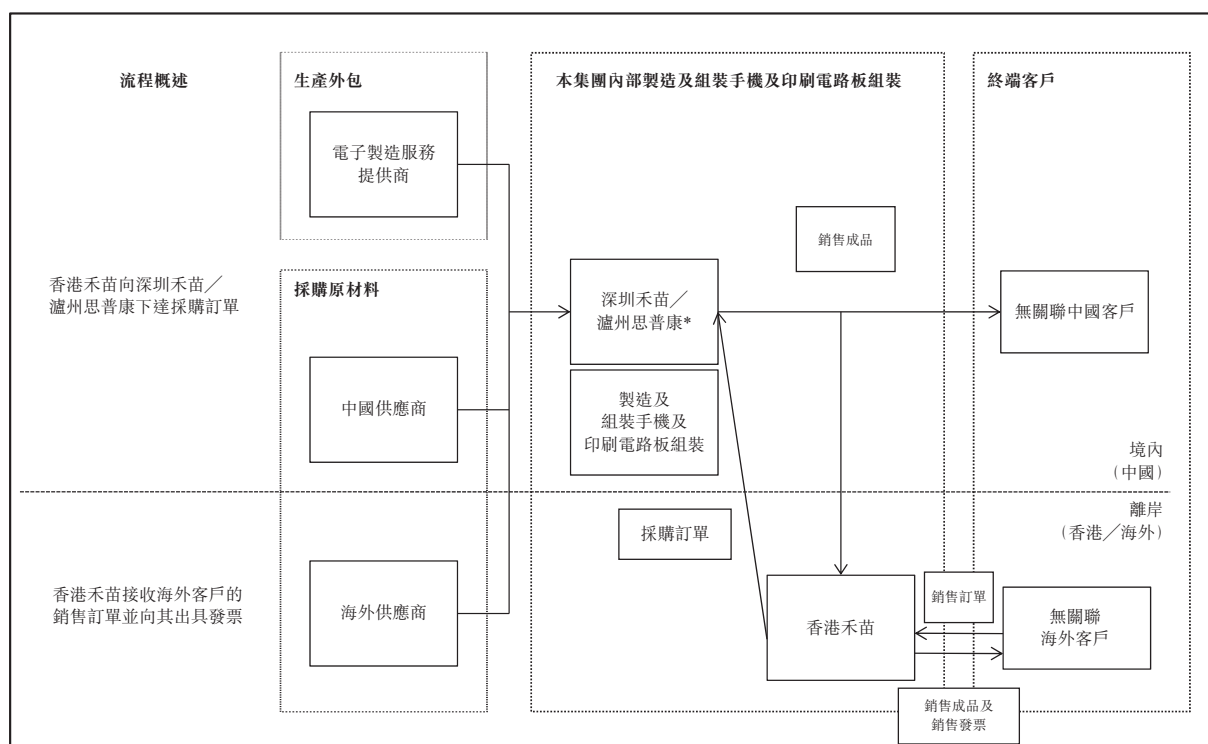 流程概述
生產外包
本集團內部製造及組裝手機及印刷電路板組裝
終端客戶
電子製造服務
提供商
銷售成品
香港禾苗向深圳禾苗／
瀘州思普康下達採購訂單
採購原材料
深圳禾苗／
瀘州思普康*
無關聯中國客戶
中國供應商
製造及
組裝手機及
印刷電路板組裝
境內
（中國）
離岸
（香港／海外）
採購訂單
香港禾苗接收海外客戶的
銷售訂單並向其出具發票
海外供應商
香港禾苗
銷售訂單
無關聯
海外客戶
銷售成品及
銷售發票